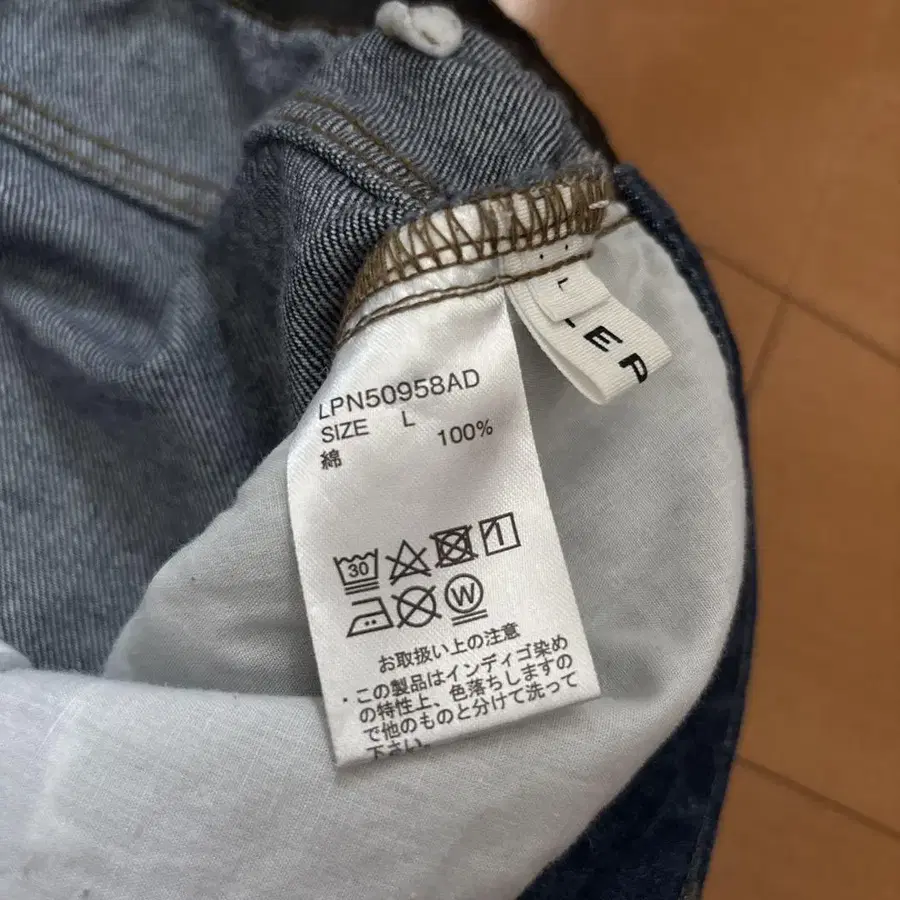 L
LEP
LPN50958AD
SIZE L
綿 100%
30
W
お取扱い上の注意
・この製品はインディゴ染め
の特性上、色落ちしますの
で他のものと分けて洗って
下さい。